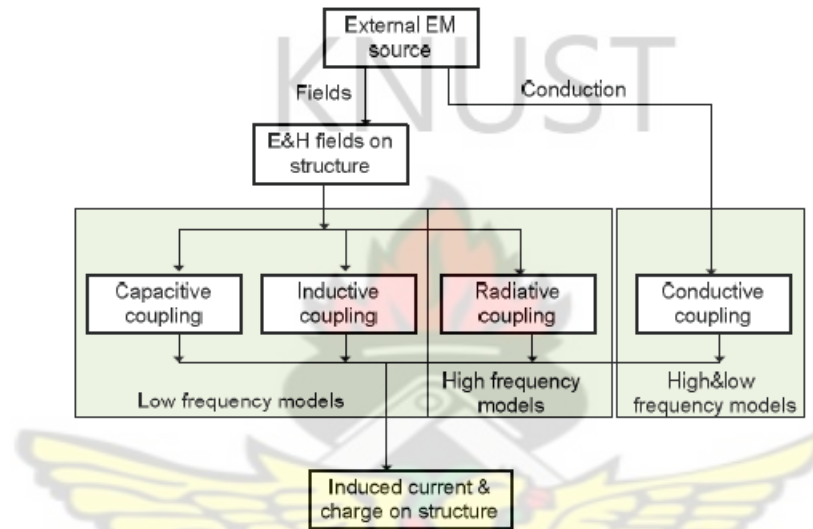 External EM
source
KNUST
Fields
Conduction
E&H fields on
structure
Capacitive
coupling
Inductive
coupling
Radiative
coupling
Conductive
coupling
Low frequency models
High frequency
models
High&low
frequency models
Induced current &
charge on structure